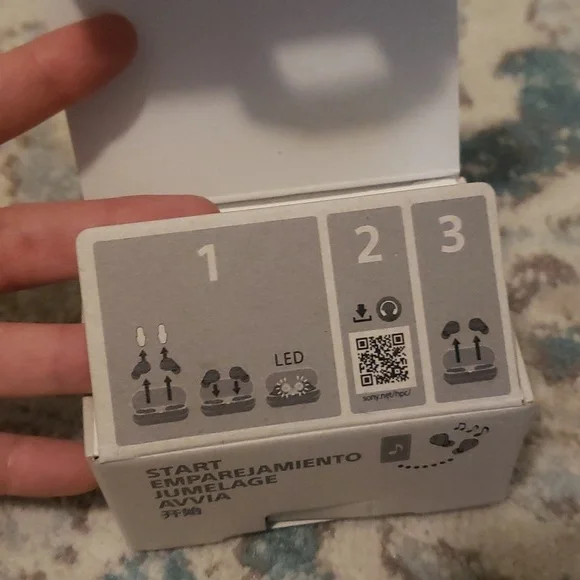 1
2
3
LED
sony.net/hpc/
START
EMPAREJAMIENTO
JUMELAGE
AVVIA
开始